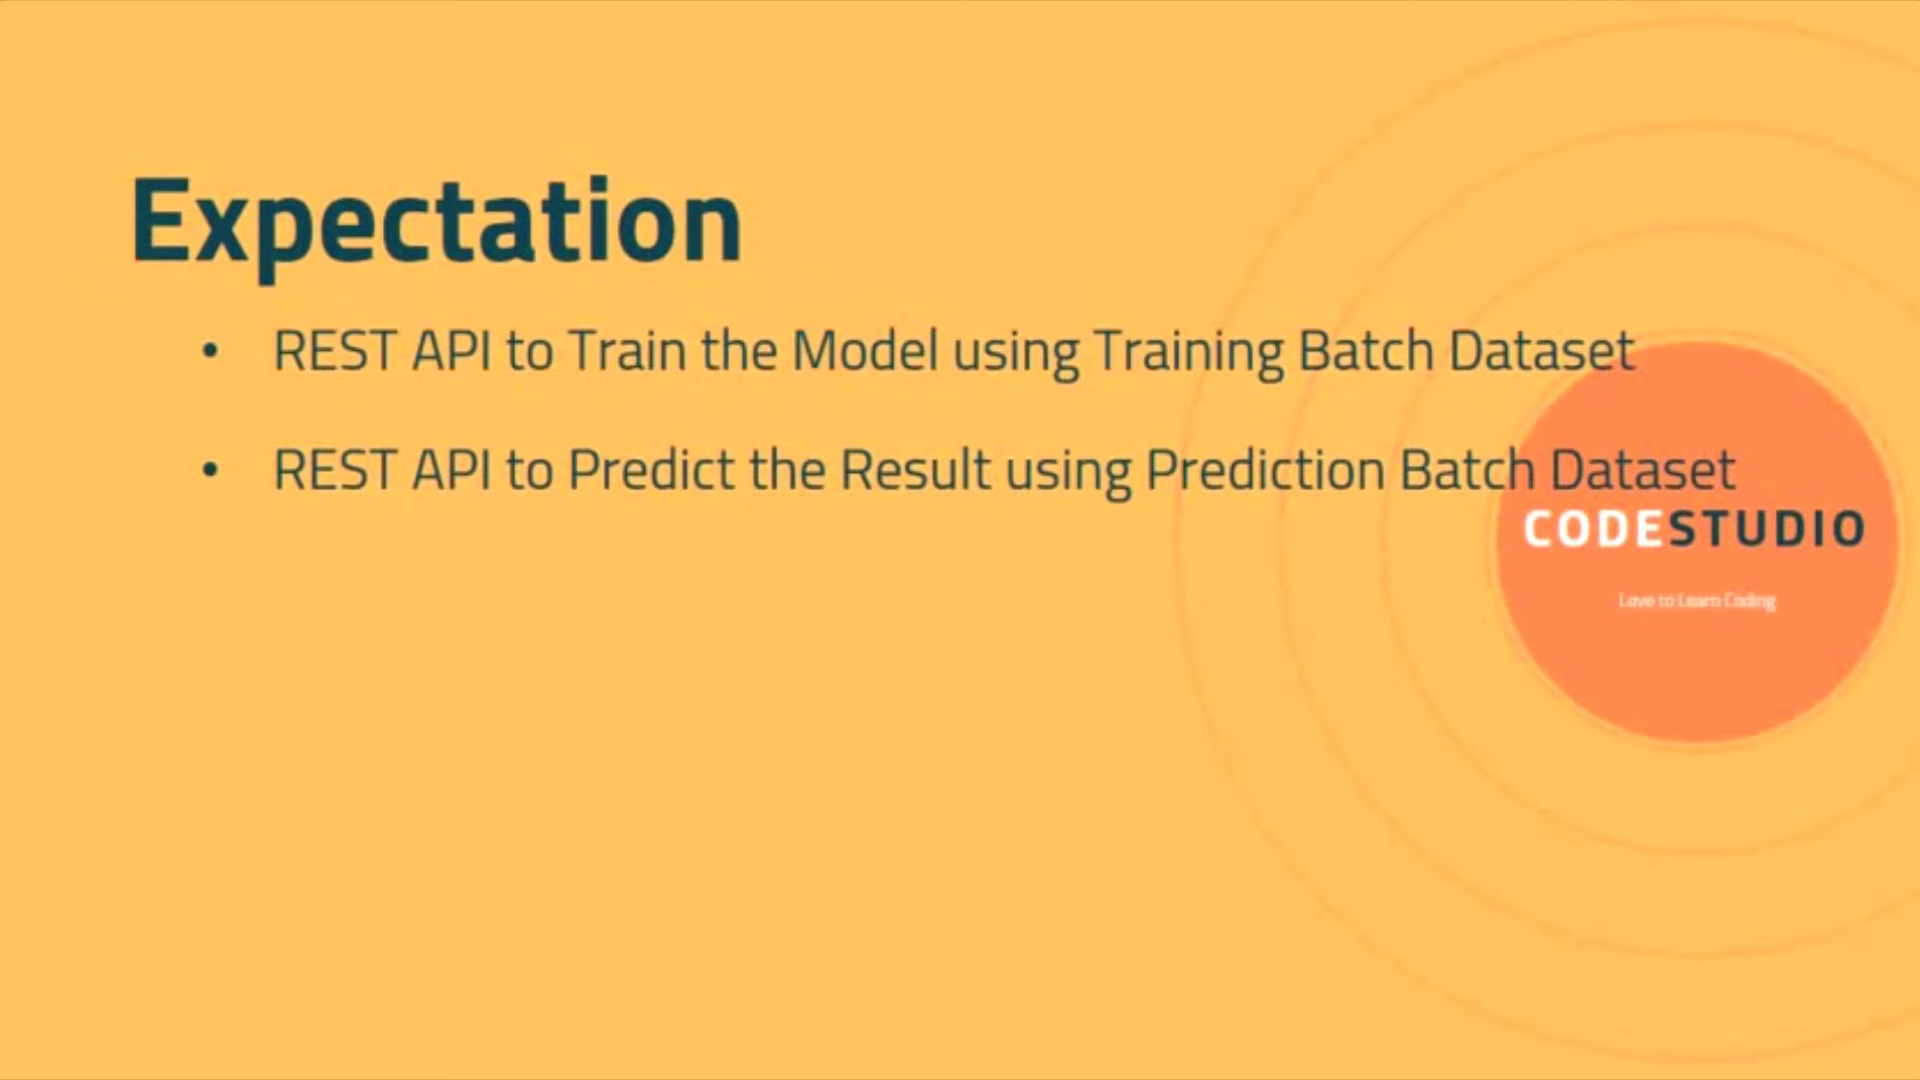 Expectation
• REST API to Train the Model using Training Batch Dataset
• REST API to Predict the Result using Prediction Batch Dataset
CODESTUDIO
Love to Learn Coding